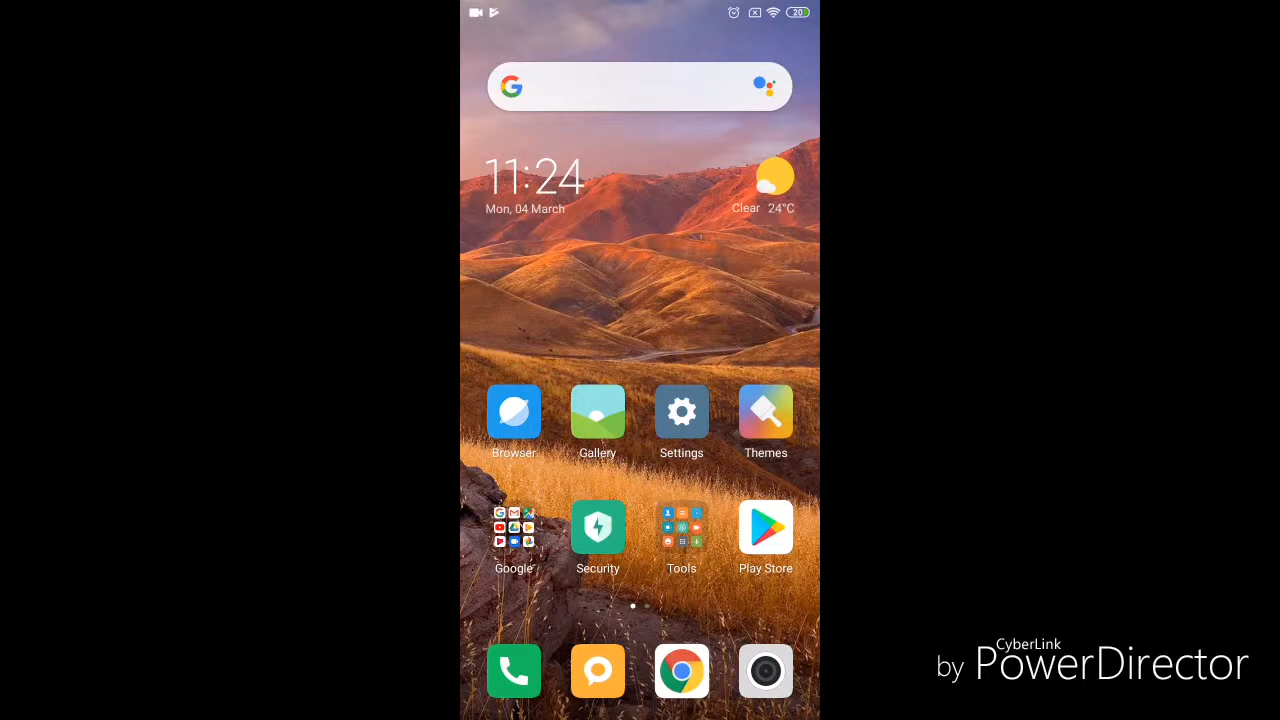 20
11:24
Mon, 04 March
Clear 24°C
Browser
Gallery
Settings
Themes
Google
Security
Tools
Play Store
CyberLink
by PowerDirector